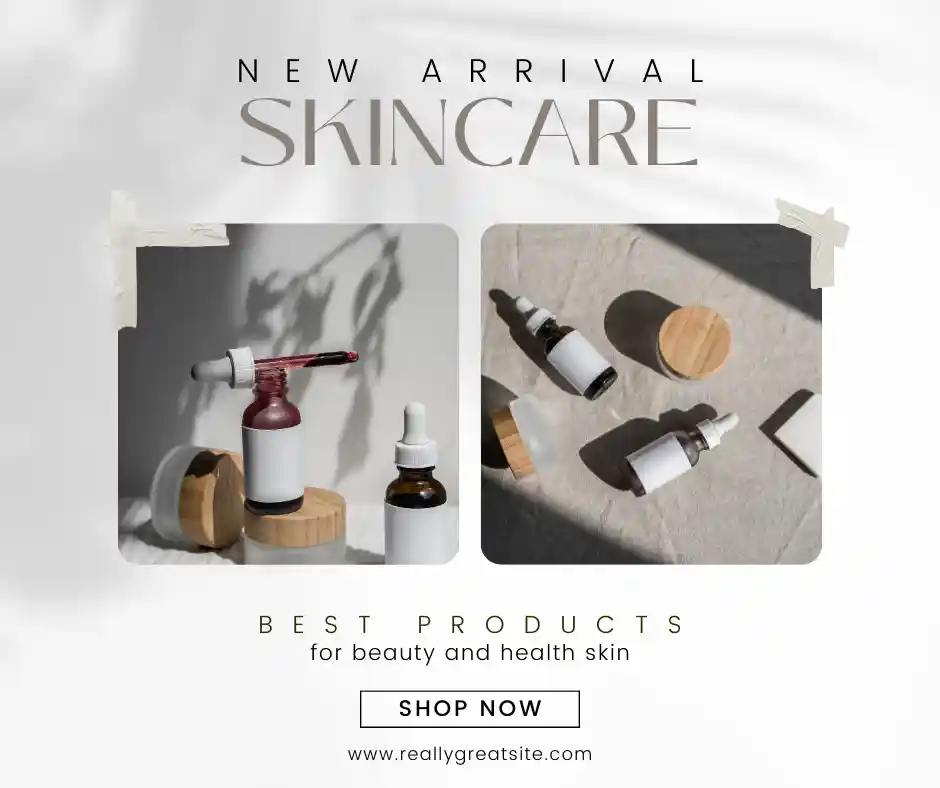 NEW ARRIVAL
SKINCARE
BEST PRODUCTS
for beauty and health skin
SHOP NOW
www.reallygreatsite.com